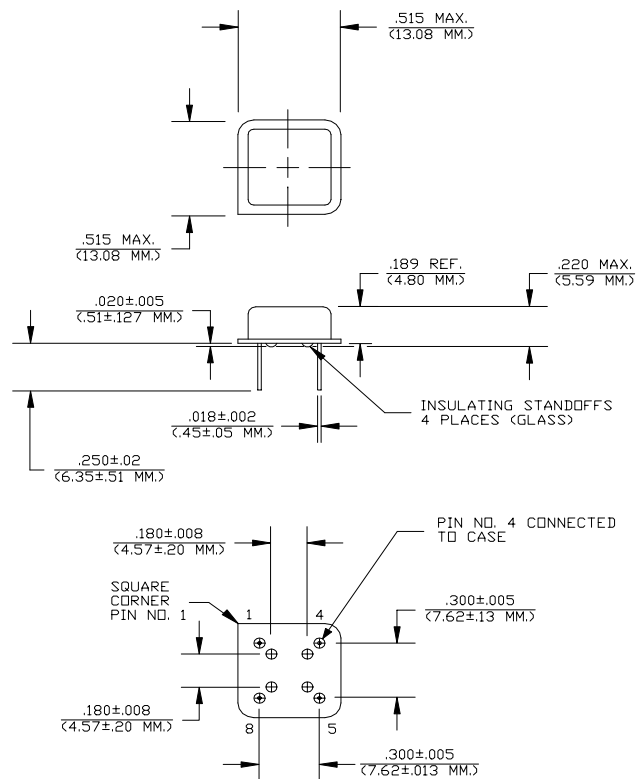 .515 MAX.
(13.08 MM.)
.515 MAX.
(13.08 MM.)
.189 REF.
(4.80 MM.)
.220 MAX.
(5.59 MM.)
.020±.005
(.51±.127 MM.)
INSULATING STANDOFFS
4 PLACES (GLASS)
.018±.002
(.45±.05 MM.)
.250±.02
(6.35±.51 MM.)
.180±.008
(4.57±.20 MM.)
PIN NO. 4 CONNECTED
TO CASE
SQUARE
CORNER
PIN NO. 1
1
4
.300±.005
(7.62±.13 MM.)
.180±.008
(4.57±.20 MM.)
8
5
.300±.005
(7.62±.013 MM.)